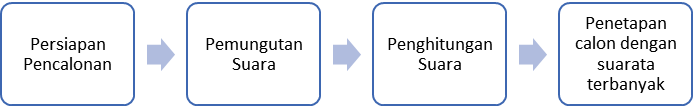 Persiapan
Pencalonan
Pemungutan
Suara
Penghitungan
Suara
Penetapan
calon dengan
suarata
terbanyak